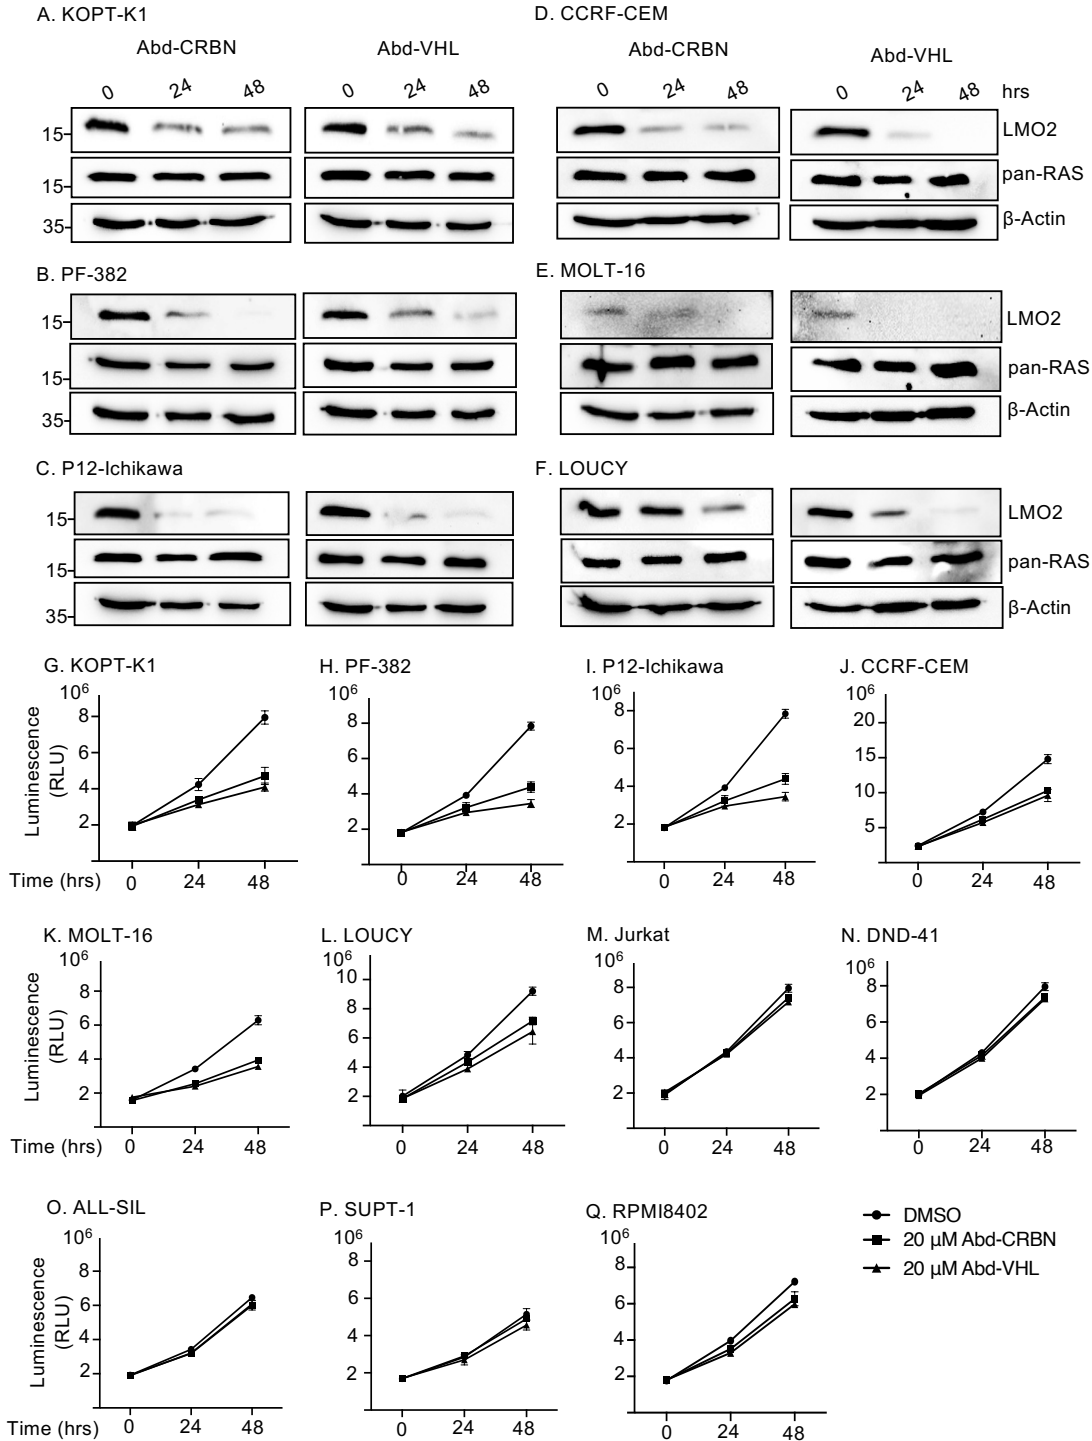 A. KOPT-K1
D. CCRF-CEM
Abd-CRBN
Abd-VHL
Abd-CRBN
Abd-VHL
0 24 48 0 24 48 0 24 48 0 24 48 hrs
15
LMO2
15
pan-RAS
35
β-Actin
B. PF-382
E. MOLT-16
15
LMO2
15
pan-RAS
35
β-Actin
C. P12-Ichikawa
F. LOUCY
15
LMO2
15
pan-RAS
35
β-Actin
G. KOPT-K1
10⁶
8
6
4
2
Luminescence
(RLU)
Time (hrs) 0 24 48
H. PF-382
10⁶
8
6
4
2
0 24 48
I. P12-Ichikawa
10⁶
8
6
4
2
0 24 48
J. CCRF-CEM
10⁶
20
15
10
5
0 24 48
K. MOLT-16
10⁶
8
6
4
2
Luminescence
(RLU)
Time (hrs) 0 24 48
L. LOUCY
10⁶
10
8
6
4
2
0 24 48
M. Jurkat
10⁶
8
6
4
2
0 24 48
N. DND-41
10⁶
8
6
4
2
0 24 48
O. ALL-SIL
10⁶
8
6
4
2
Luminescence
(RLU)
Time (hrs) 0 24 48
P. SUPT-1
10⁶
8
6
4
2
0 24 48
Q. RPMI8402
10⁶
8
6
4
2
0 24 48
DMSO
20 µM Abd-CRBN
20 µM Abd-VHL